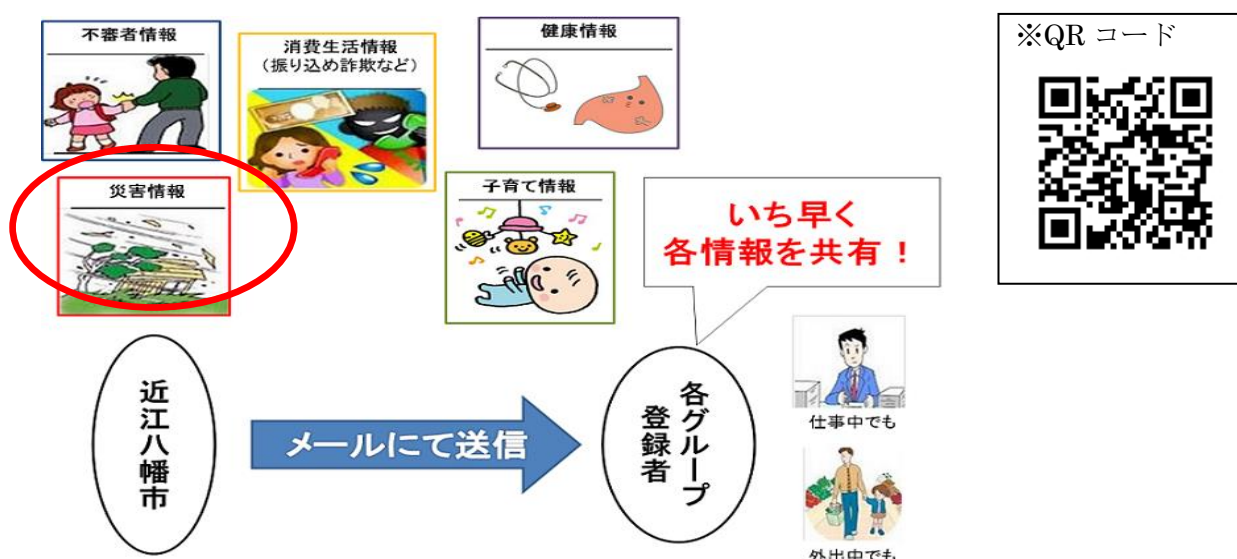 不審者情報
消費生活情報
(振り込め詐欺など)
健康情報
※QR コード
災害情報
子育て情報
いち早く
各情報を共有！
近江八幡市
メールにて送信
各グループ
登録者
仕事中でも
外出中でも